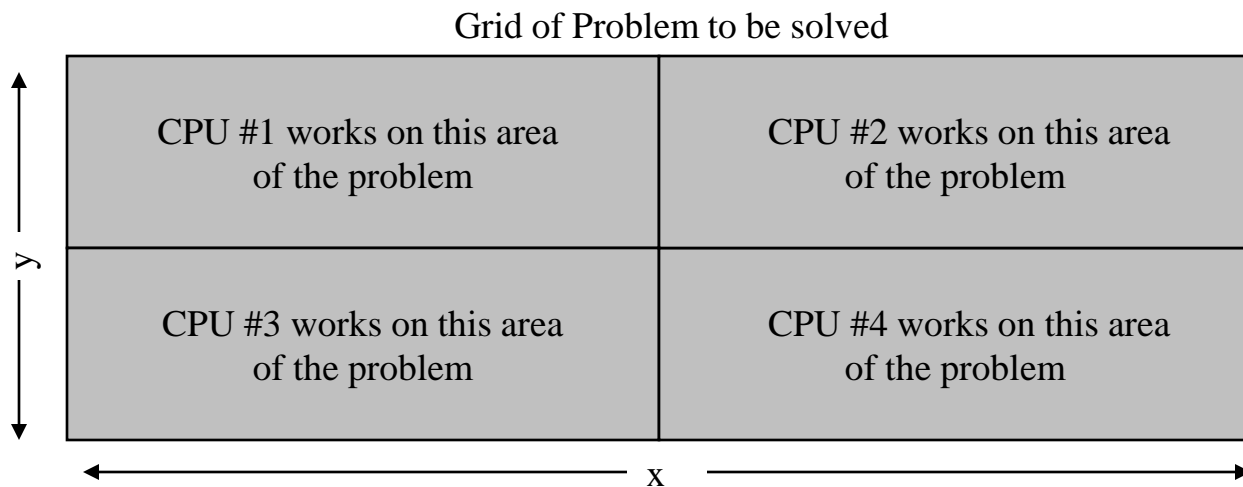 Grid of Problem to be solved
CPU #1 works on this area
of the problem
CPU #2 works on this area
of the problem
y
CPU #3 works on this area
of the problem
CPU #4 works on this area
of the problem
x